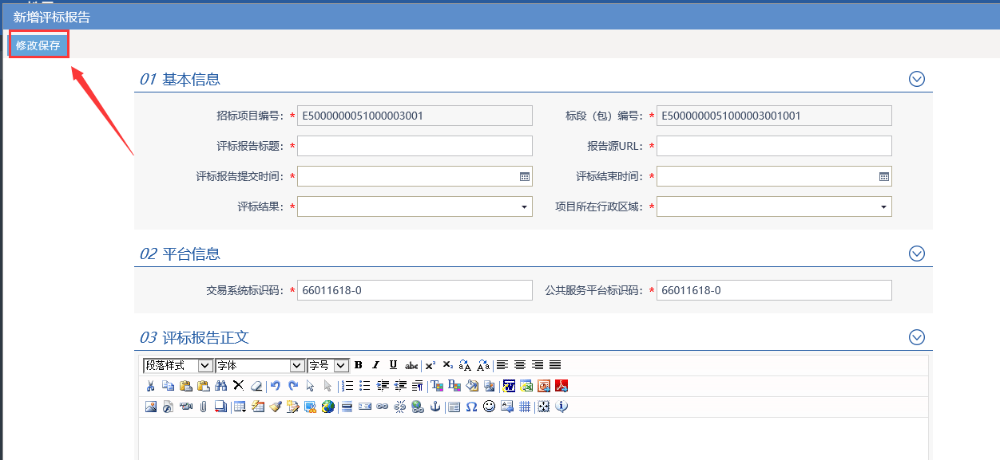 新增评标报告
修改保存
01 基本信息
招标项目编号： * E5000000051000003001 标段（包）编号： * E5000000051000003001001
评标报告标题： * 报告源URL： *
评标报告提交时间： * 评标结束时间： *
评标结果： * 项目所在行政区域： *
02 平台信息
交易系统标识码： * 66011618-0 公共服务平台标识码： * 66011618-0
03 评标报告正文
段落样式 字体 字号 B I U abc x² x₂ aA Aa